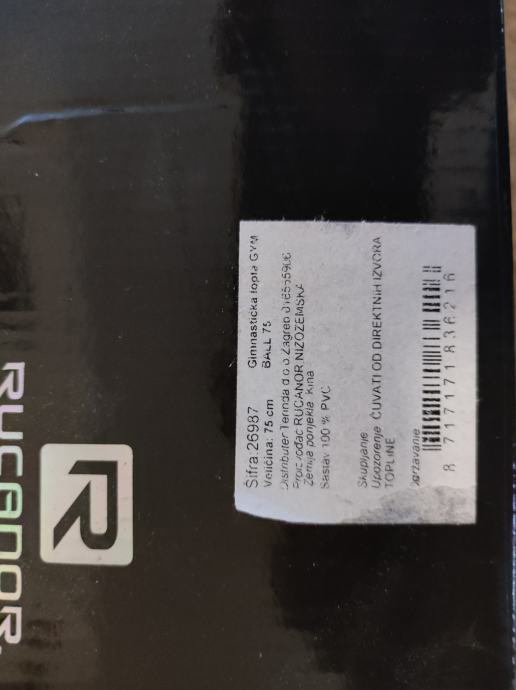 RUCANOR.
R
Šifra 26987 Gimnastička lopta GYM
Veličina: 75 cm BALL 75
Distributer d.o.o. Zagreb
Proizvođač RUCANOR NIZOZEMSKA
Zemlja porijekla Kina
Sastav 100 % PVC
Skupljanje
Upozorenje ČUVATI OD DIREKTNIH IZVORA
TOPLINE
8 717171 836216